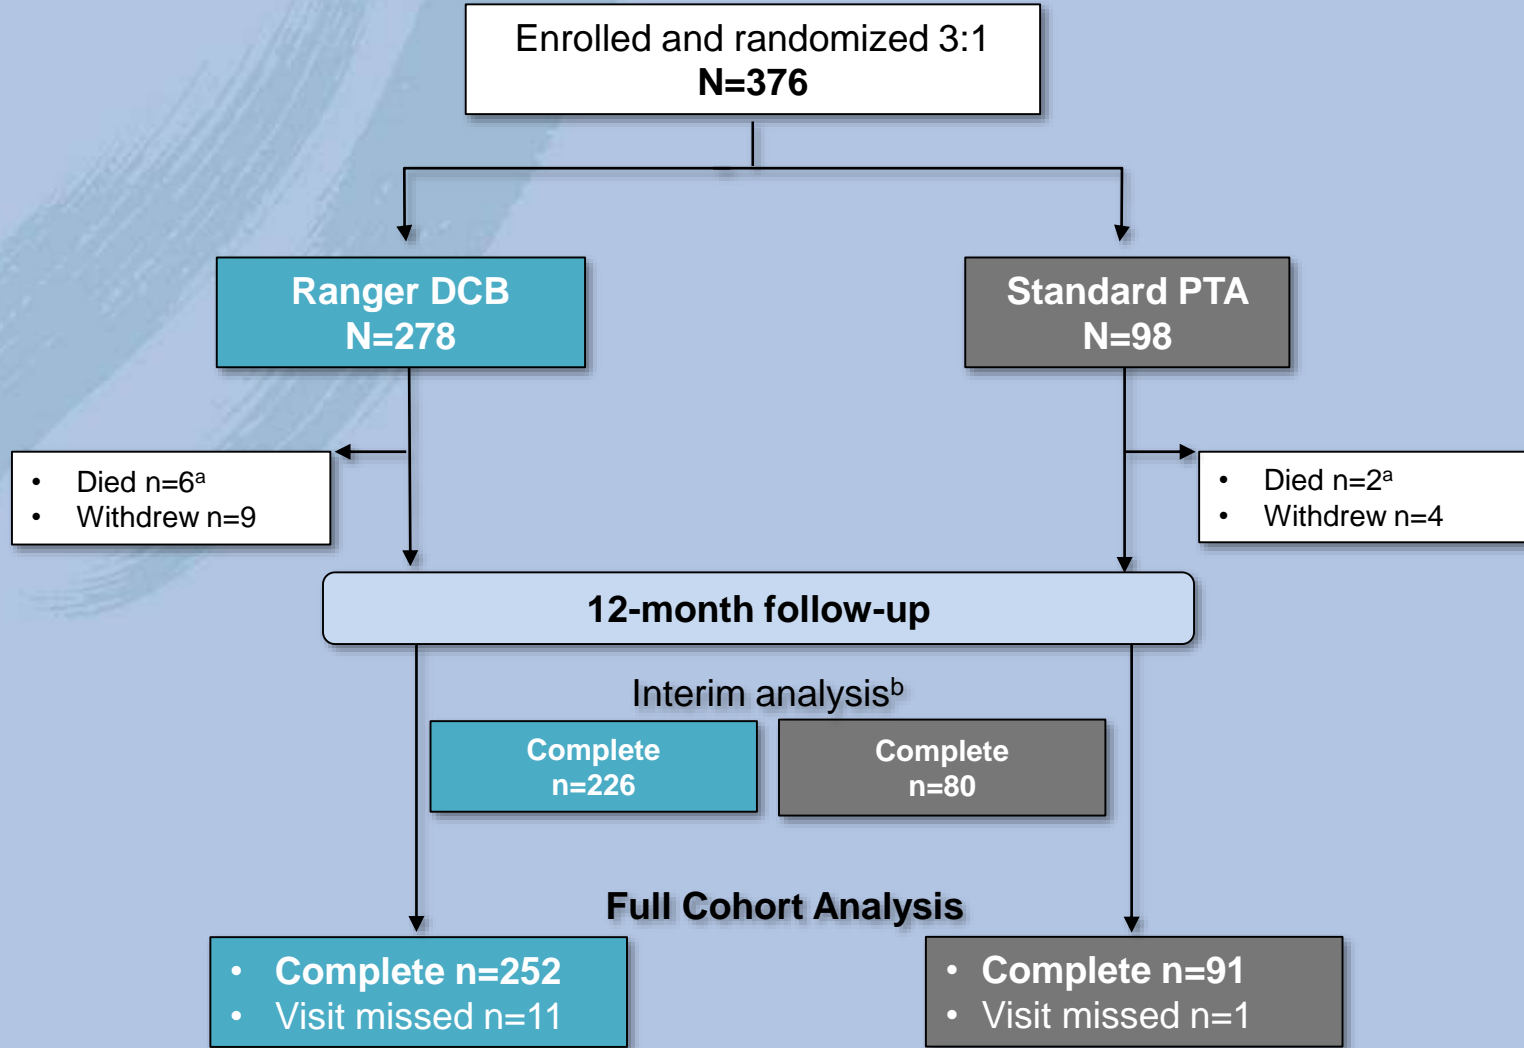 Enrolled and randomized 3:1
N=376
Ranger DCB
N=278
Standard PTA
N=98
• Died n=6ᵃ
• Withdrew n=9
• Died n=2ᵃ
• Withdrew n=4
12-month follow-up
Interim analysisᵇ
Complete
n=226
Complete
n=80
Full Cohort Analysis
• Complete n=252
• Visit missed n=11
• Complete n=91
• Visit missed n=1